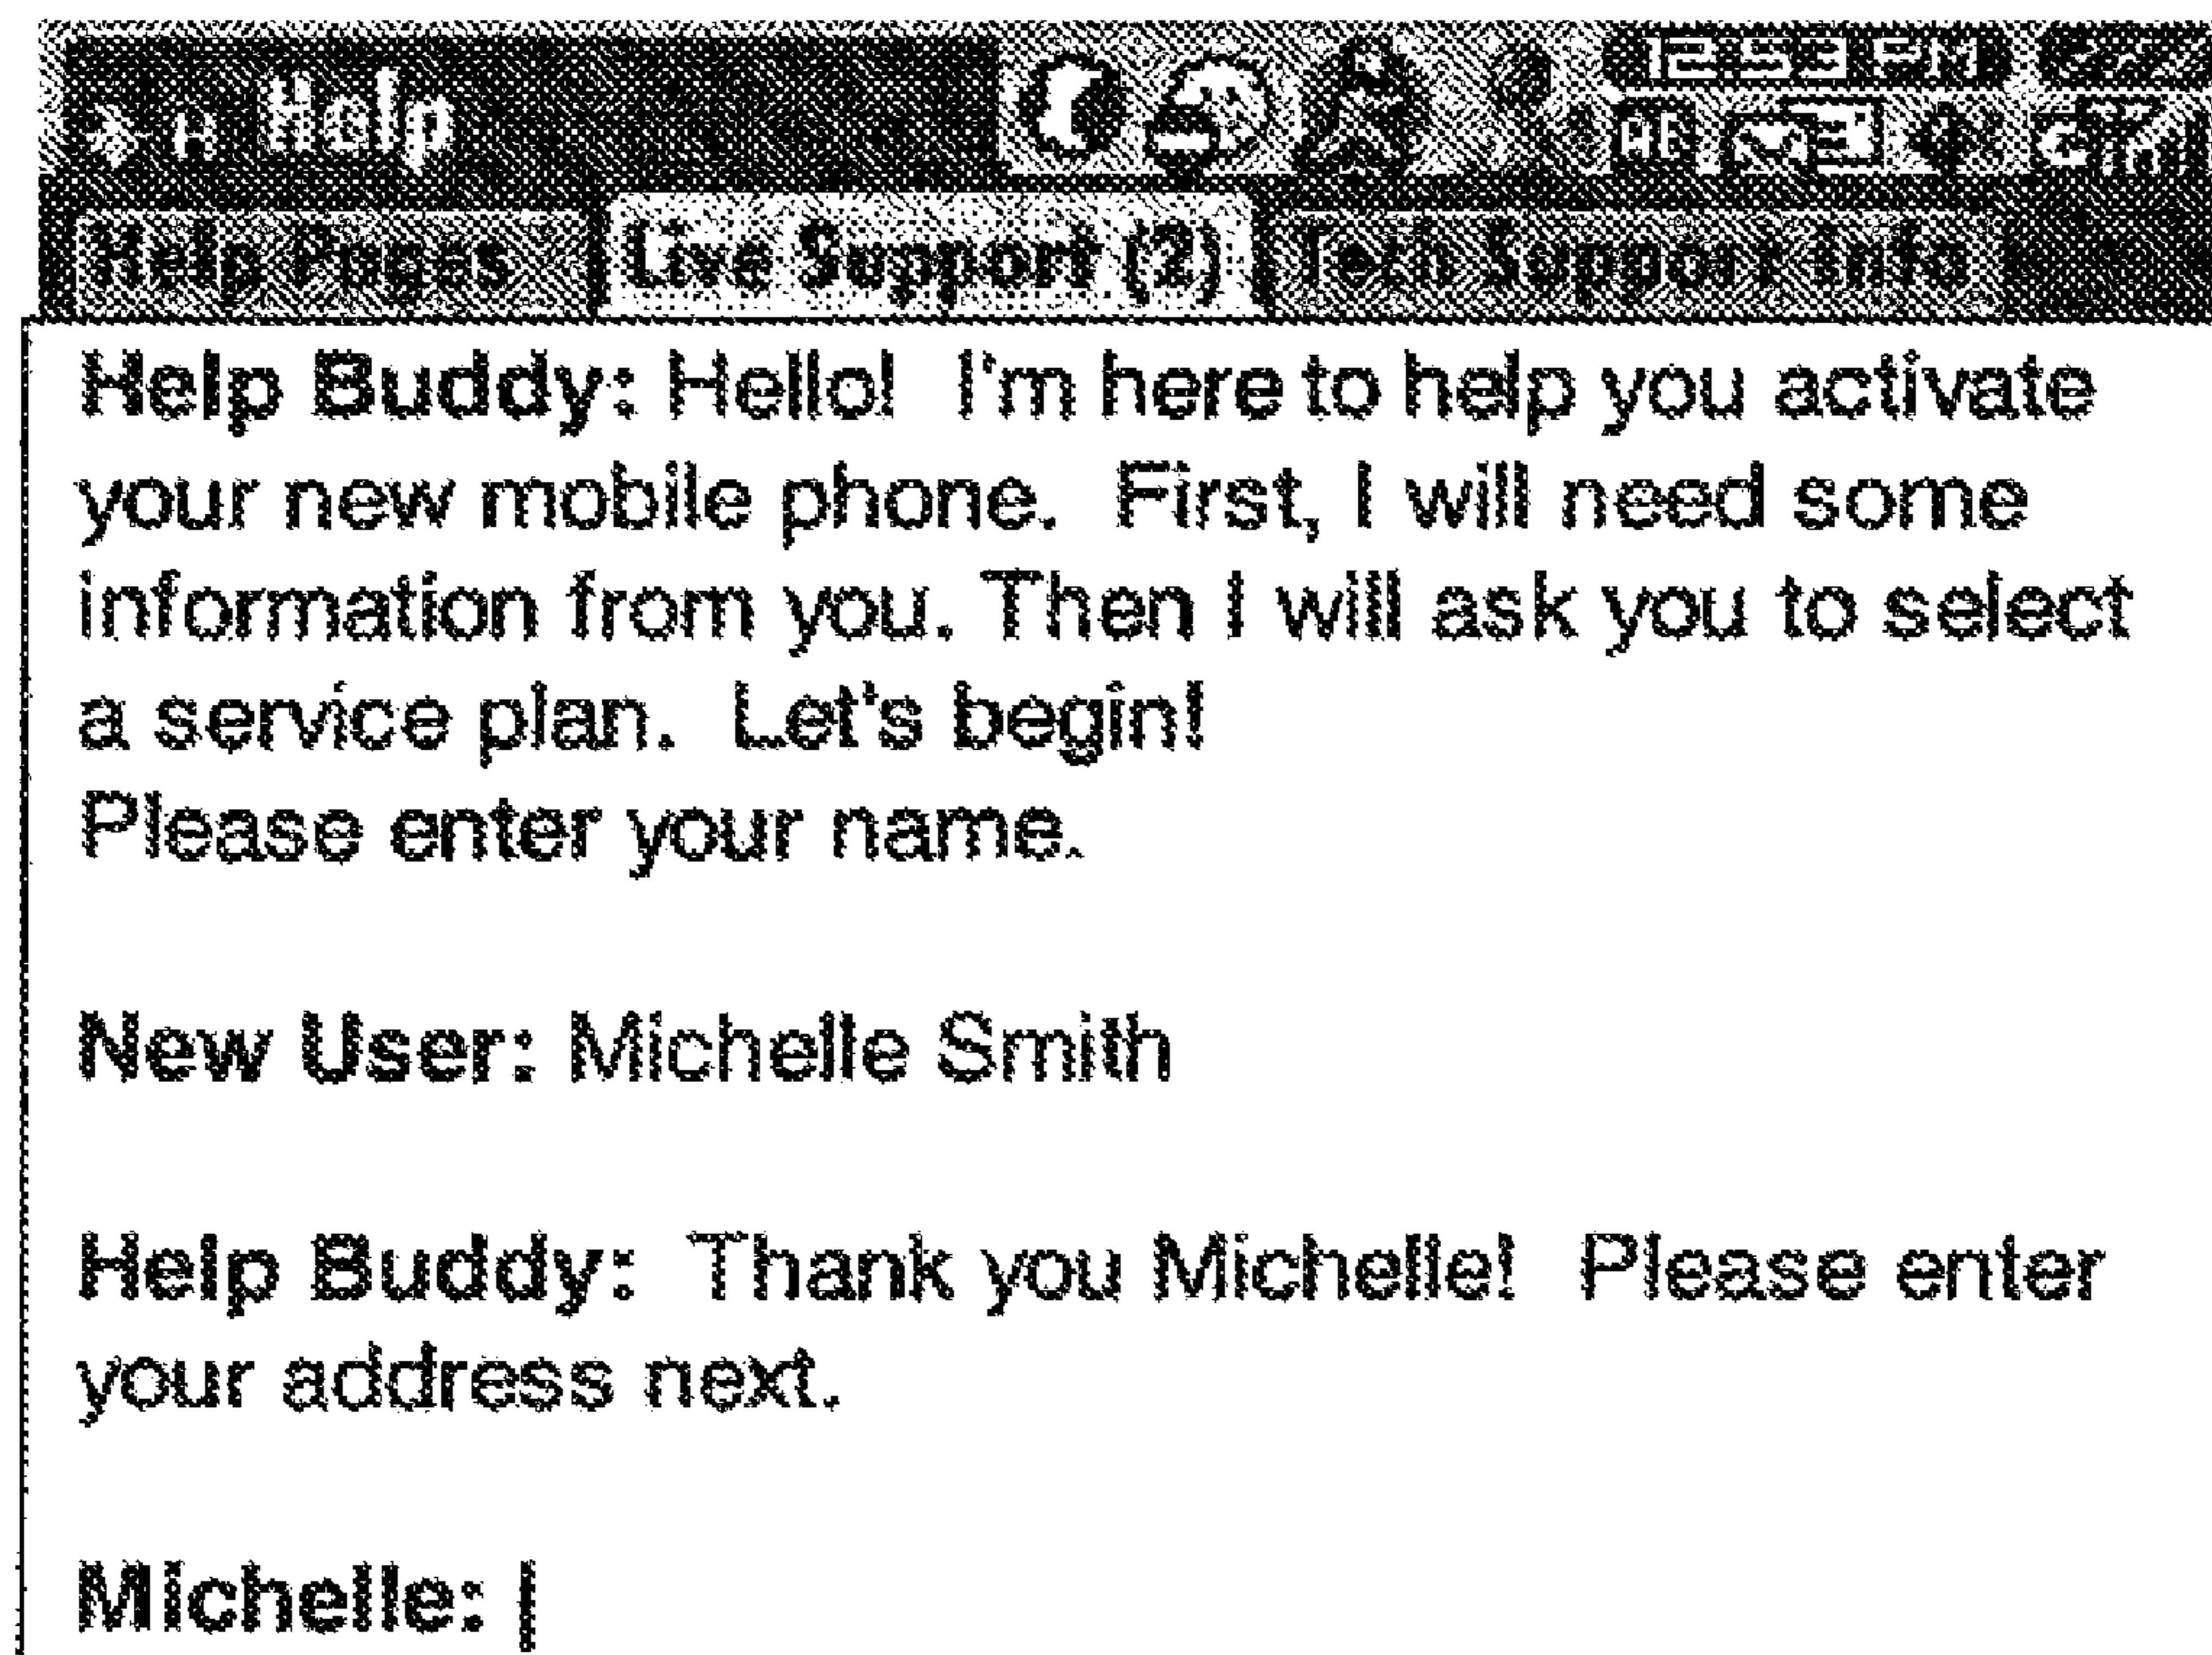 12:53 PM
Help
Help Pages Live Support (2) Tech Support Info
Help Buddy: Hello!  I'm here to help you activate
your new mobile phone.  First, I will need some
information from you. Then I will ask you to select
a service plan.  Let's begin!
Please enter your name.
New User: Michelle Smith
Help Buddy:  Thank you Michelle!  Please enter
your address next.
Michelle: